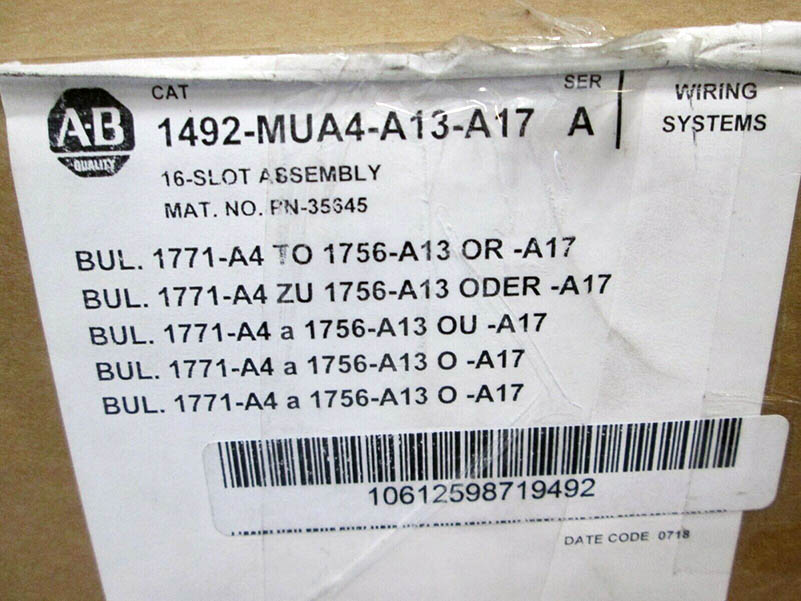 A-B
QUALITY
CAT
1492-MUA4-A13-A17
SER
A
WIRING
SYSTEMS
16-SLOT ASSEMBLY
MAT. NO. PN-35645
BUL. 1771-A4 TO 1756-A13 OR -A17
BUL. 1771-A4 ZU 1756-A13 ODER -A17
BUL. 1771-A4 a 1756-A13 OU -A17
BUL. 1771-A4 a 1756-A13 O -A17
BUL. 1771-A4 a 1756-A13 O -A17
10612598719492
DATE CODE 0718